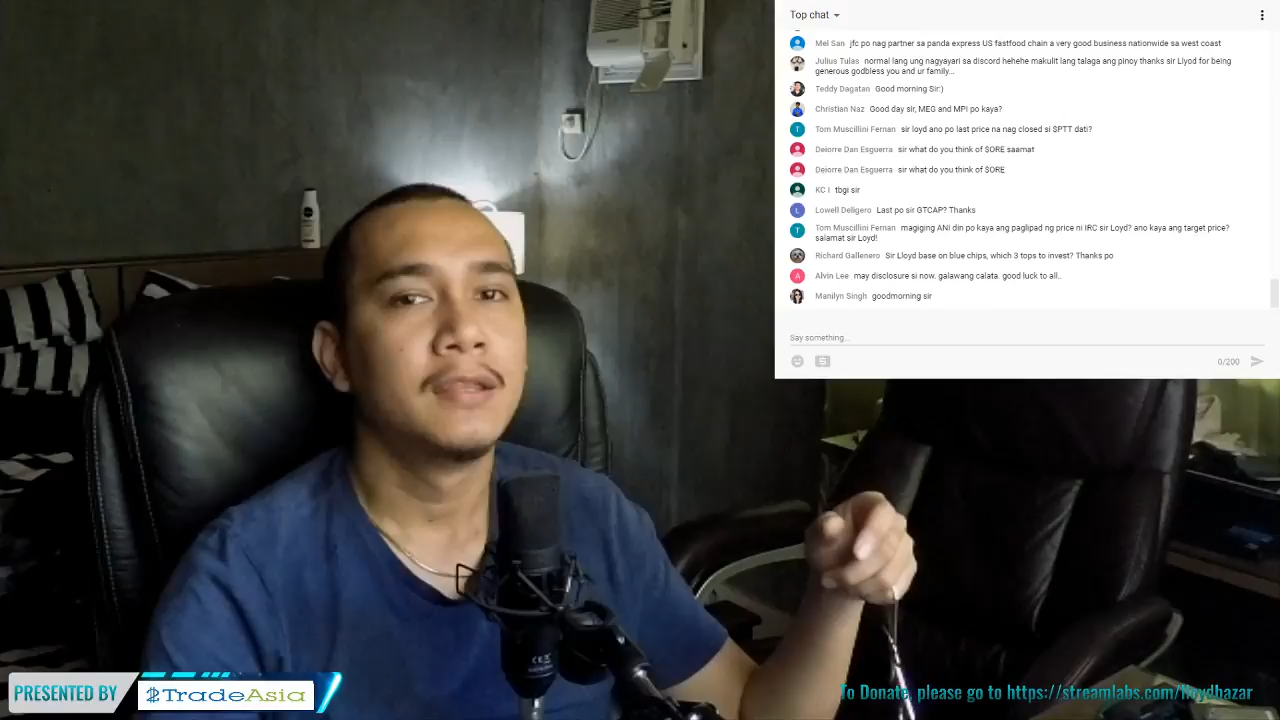 Top chat
Mei San jfc po nag partner sa panda express US fastfood chain a very good business nationwide sa west coast
Julius Tulas normal lang ung nagyayari sa discord hehehe makulit lang talaga ang pinoy thanks sir Llyod for being
generous godbless you and ur family...
Teddy Dagatan Good morning Sir:)
Christian Naz Good day sir, MEG and MPI po kaya?
T Tom Muscillini Fernan sir loyd ano po last price na nag closed si $PTT dati?
Deiorre Dan Esguerra sir what do you think of $ORE saamat
Deiorre Dan Esguerra sir what do you think of $ORE
KC I tbgi sir
L Lowell Deligero Last po sir GTCAP? Thanks
T Tom Muscillini Fernan magiging ANI din po kaya ang paglipad ng price ni IRC sir Loyd? ano kaya ang target price?
salamat sir Loyd!
Richard Gallenero Sir Lloyd base on blue chips, which 3 tops to invest? Thanks po
A Alvin Lee may disclosure si now. galawang calata. good luck to all..
Manilyn Singh goodmorning sir
Say something...
0/200
PRESENTED BY $TradeAsia
To Donate, please go to https://streamlabs.com/lloydbazar